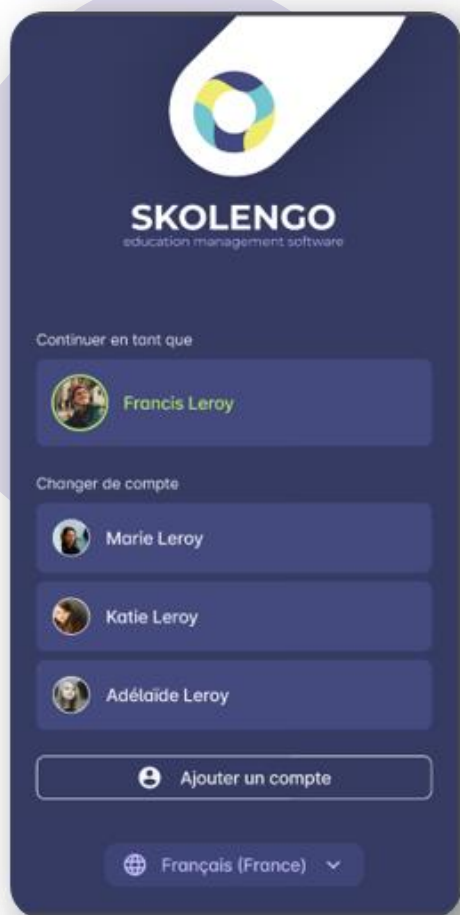 SKOLENGO
education management software
Continuer en tant que
Francis Leroy
Changer de compte
Marie Leroy
Katie Leroy
Adélaïde Leroy
Ajouter un compte
Français (France)